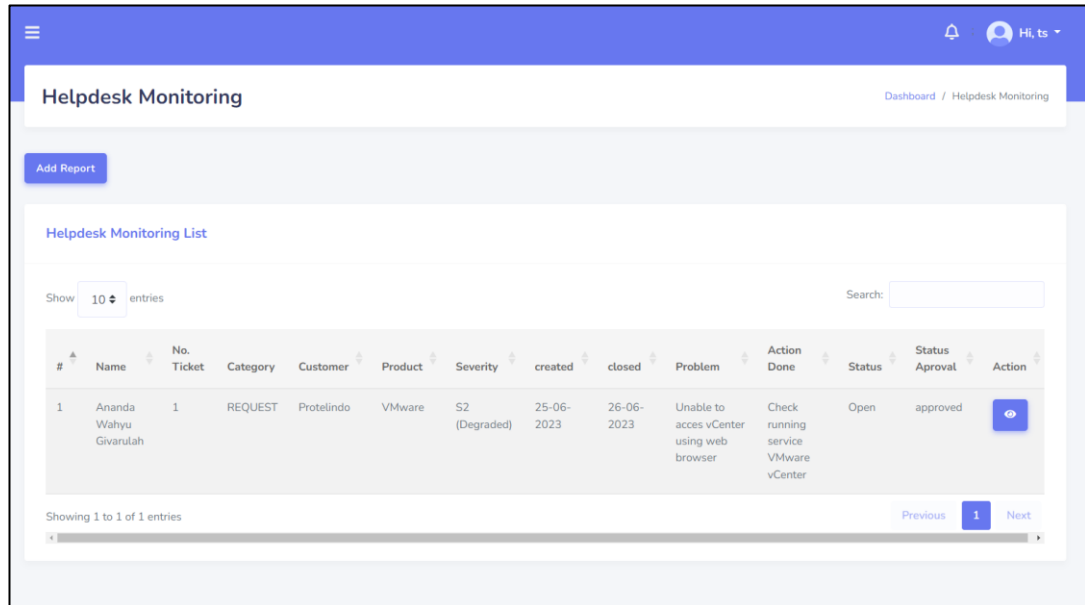 Hi, ts
Helpdesk Monitoring
Dashboard / Helpdesk Monitoring
Add Report
Helpdesk Monitoring List
Show 10 entries
Search:
# Name No. Ticket Category Customer Product Severity created closed Problem Action Done Status Status Aproval Action
1 Ananda Wahyu Givarulah 1 REQUEST Protelindo VMware S2 (Degraded) 25-06-2023 26-06-2023 Unable to acces vCenter using web browser Check running service VMware vCenter Open approved
Showing 1 to 1 of 1 entries
Previous 1 Next